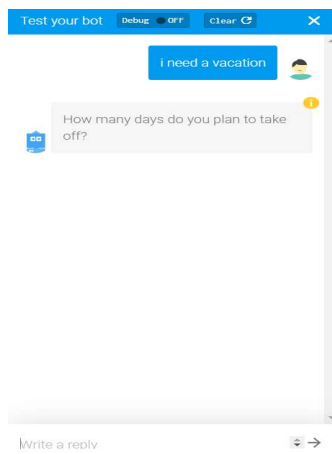 Test your bot Debug OFF Clear
i need a vacation
How many days do you plan to take
off?
Write a reply